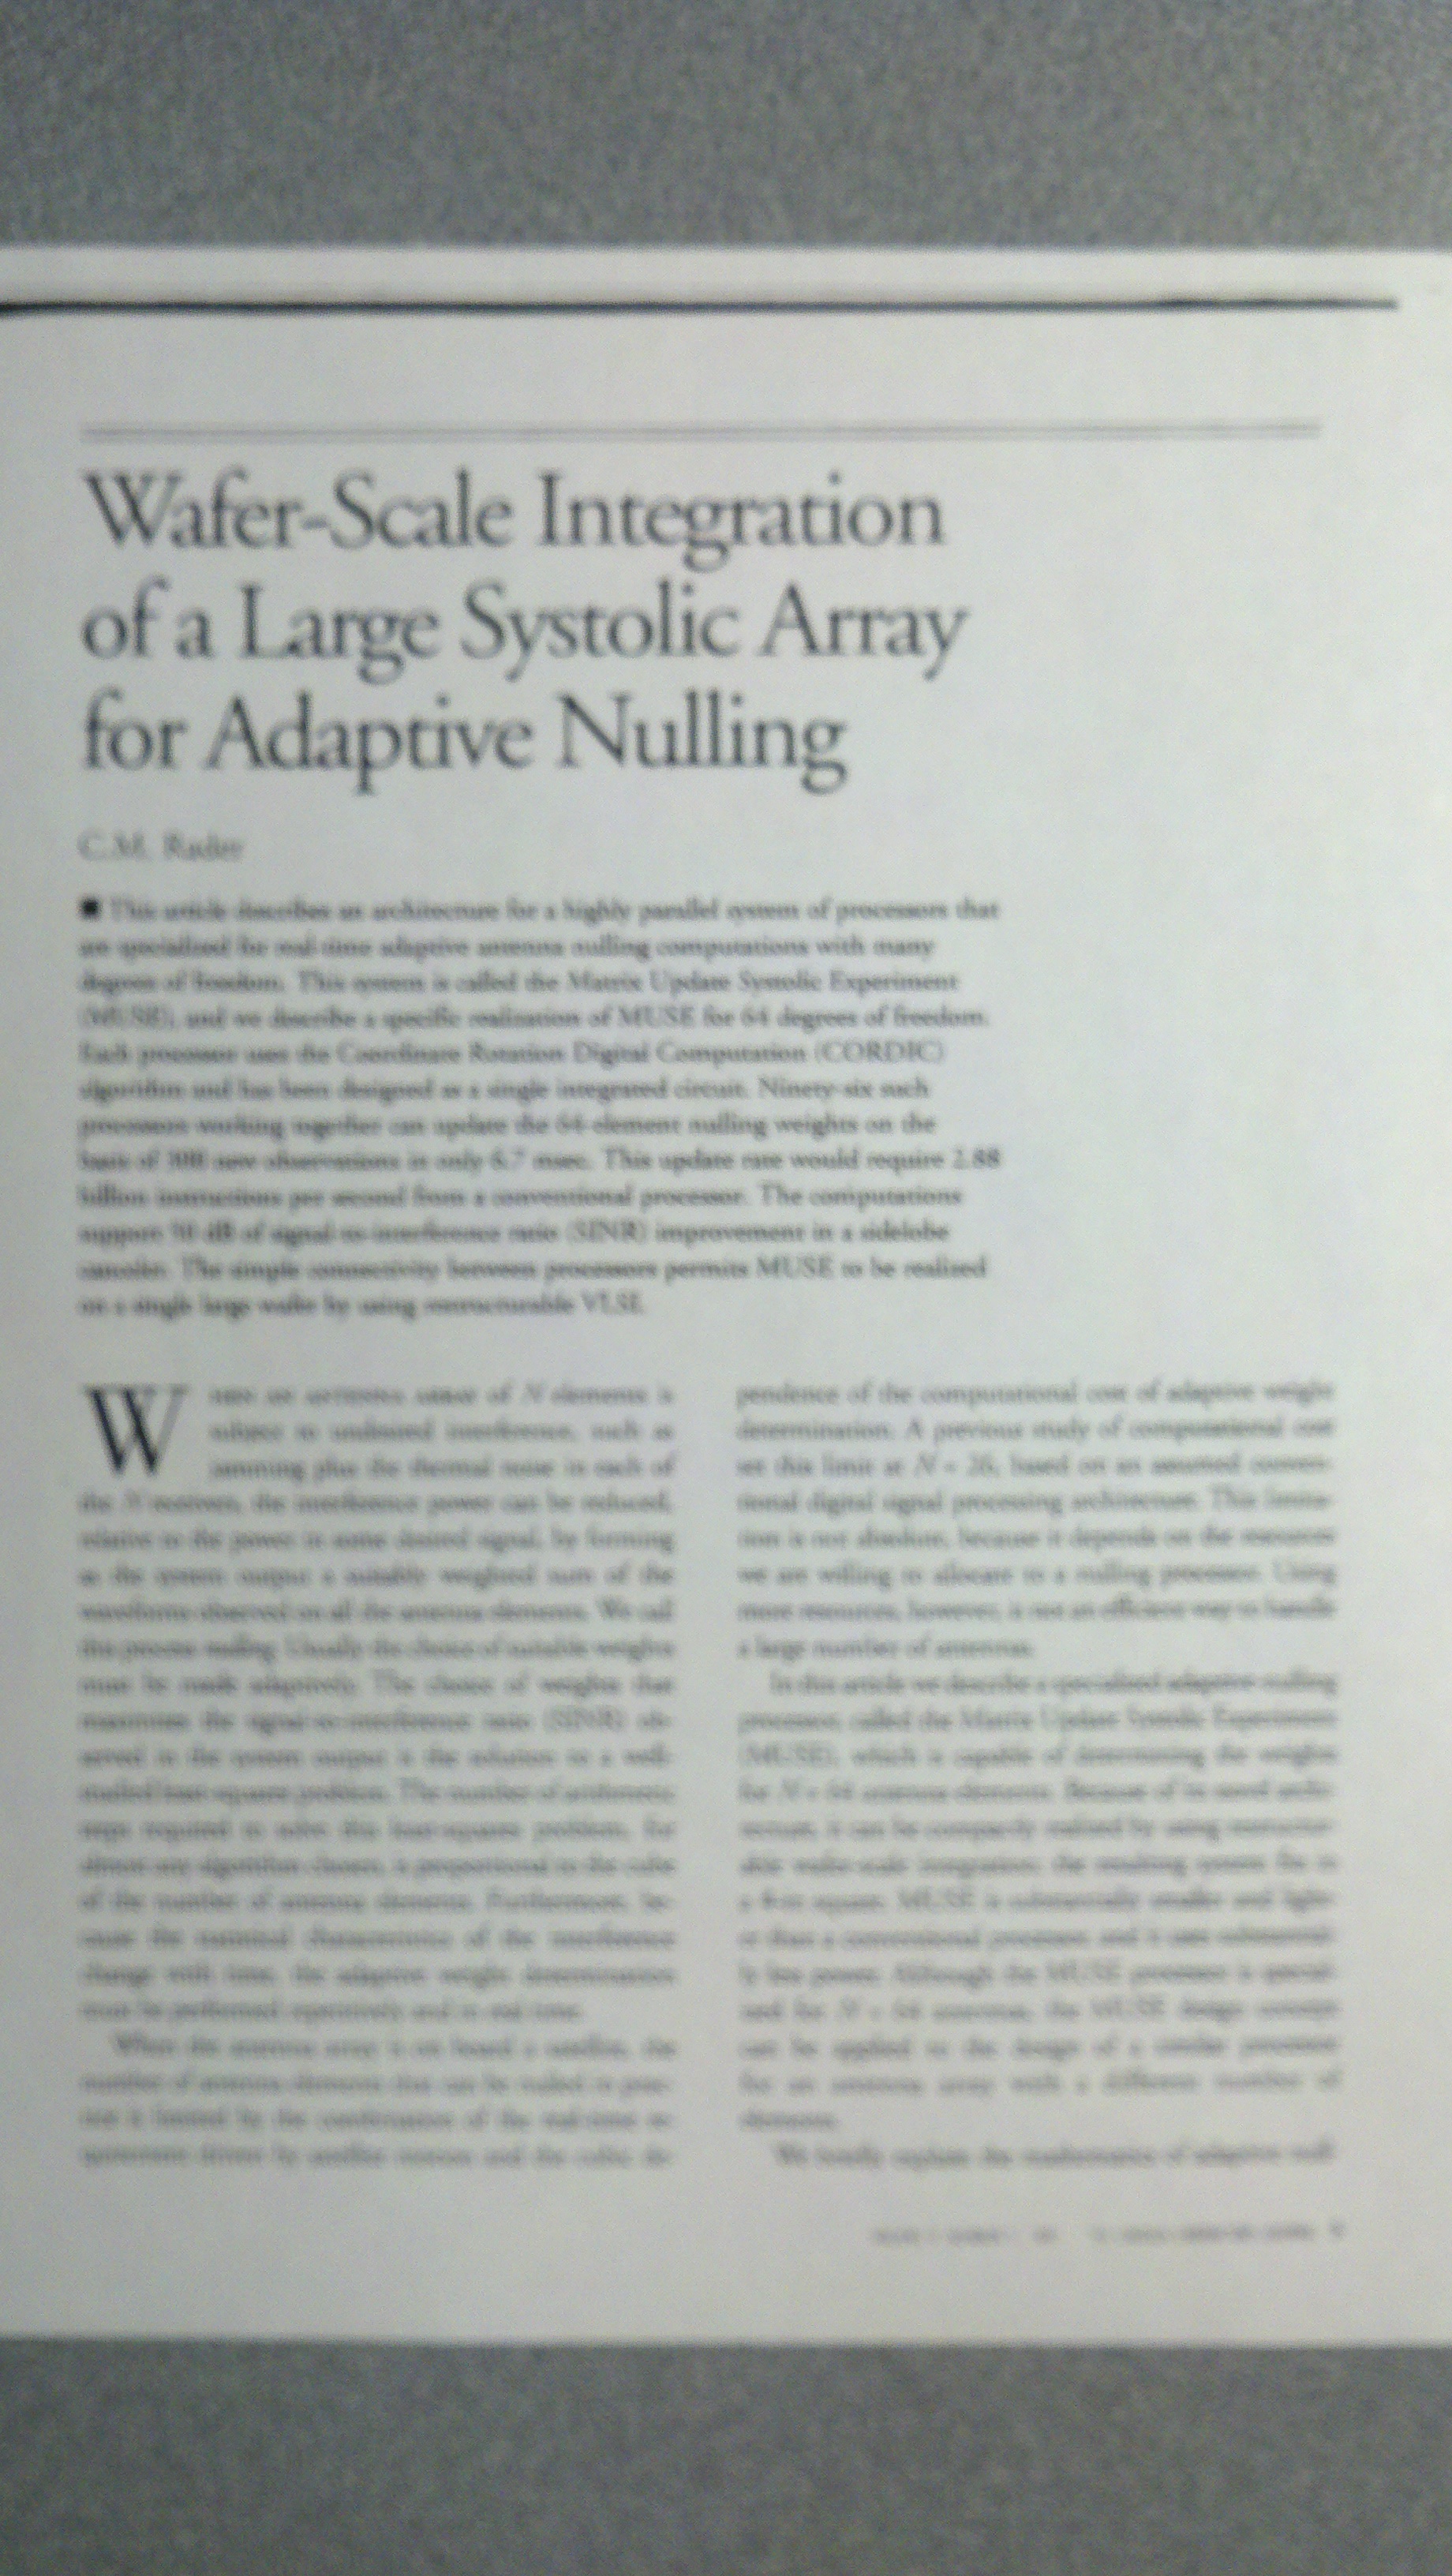 Wafer-Scale Integration
of a Large Systolic Array
for Adaptive Nulling
C.M. Rader
■ This article describes an architecture for a highly parallel system of processors that
are specialized for real-time adaptive antenna nulling computations with many
degrees of freedom. This system is called the Matrix Update Systolic Experiment
(MUSE), and we describe a specific realization of MUSE for 64 degrees of freedom.
Each processor uses the Coordinate Rotation Digital Computation (CORDIC)
algorithm and has been designed as a single integrated circuit. Ninety-six such
processors working together can update the 64-element nulling weights on the
basis of 300 new observations in only 6.7 msec. This update rate would require 2.88
billion instructions per second from a conventional processor. The computations
support 50 dB of signal-to-interference ratio (SINR) improvement in a sidelobe
canceler. The simple connectivity between processors permits MUSE to be realized
on a single large wafer by using restructurable VLSI.
W
of N elements is
subject to undesired interference, such as
jamming plus the thermal noise in each of
the N receivers, the interference power can be reduced,
relative to the power in some desired signal, by forming
as the system output a suitably weighted sum of the
waveforms observed on all the antenna elements. We call
this process nulling. Usually the choice of suitable weights
must be made adaptively. The choice of weights that
maximizes the signal-to-interference ratio (SINR) ob-
served in the system output is the solution to a well-
studied least-squares problem. The number of arithmetic
steps required to solve this least-squares problem, for
almost any algorithm chosen, is proportional to the cube
of the number of antenna elements. Furthermore, be-
cause the characteristics of the interference
change with time, the adaptive weight determination
must be performed repetitively and in real time.
When the antenna array is on board a satellite, the
number of antenna elements that can be nulled in prac-
tice is limited by the combination of the real-time re-
quirement driven by and the cubic de-
pendence of the computational cost of adaptive weight
determination. A previous study of computational cost
set this limit at N = 26, based on an assumed conven-
tional digital signal processing architecture. This limita-
tion is not absolute, because it depends on the resources
we are willing to allocate to a nulling processor. Using
more resources, however, is not an efficient way to handle
a large number of antennas.
In this article we describe a specialized adaptive nulling
processor, called the Matrix Update Systolic Experiment
(MUSE), which is capable of determining the weights
for N = 64 antenna elements. Because of its novel archi-
tecture, it can be compactly realized by using restructur-
able wafer-scale integration; the resulting system fits in
a square. MUSE is substantially smaller and light-
er than a conventional processor, and it uses substantial-
ly less power. Although the MUSE processor is special-
ized for N = 64 antennas, the MUSE design concept
can be applied to the design of a similar processor
for an antenna array with a different number of
elements.
We briefly explain the mathematics of adaptive null-